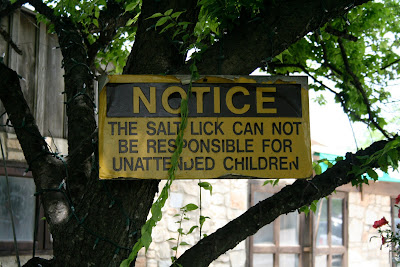 NOTICE
THE SALT LICK CAN NOT
BE RESPONSIBLE FOR
UNATTENDED CHILDREN